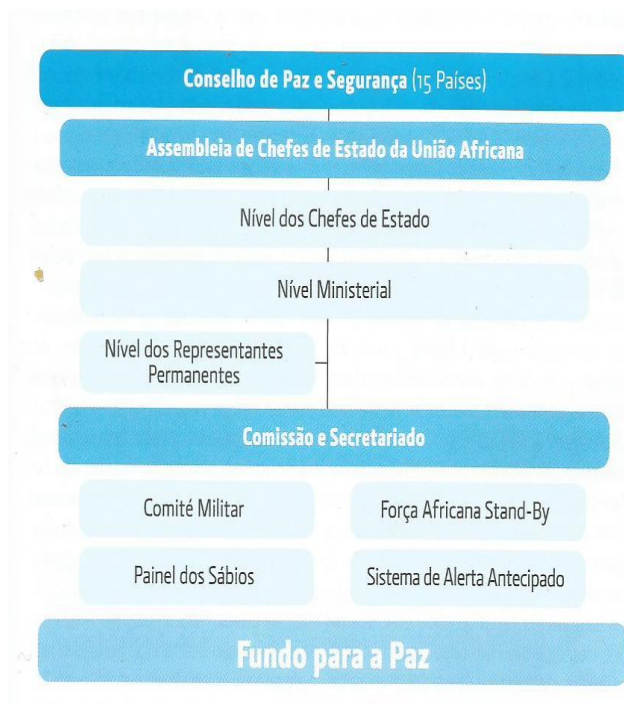 Conselho de Paz e Segurança (15 Países)
Assembleia de Chefes de Estado da União Africana
Nível dos Chefes de Estado
Nível Ministerial
Nível dos Representantes
Permanentes
Comissão e Secretariado
Comité Militar
Força Africana Stand-By
Painel dos Sábios
Sistema de Alerta Antecipado
Fundo para a Paz